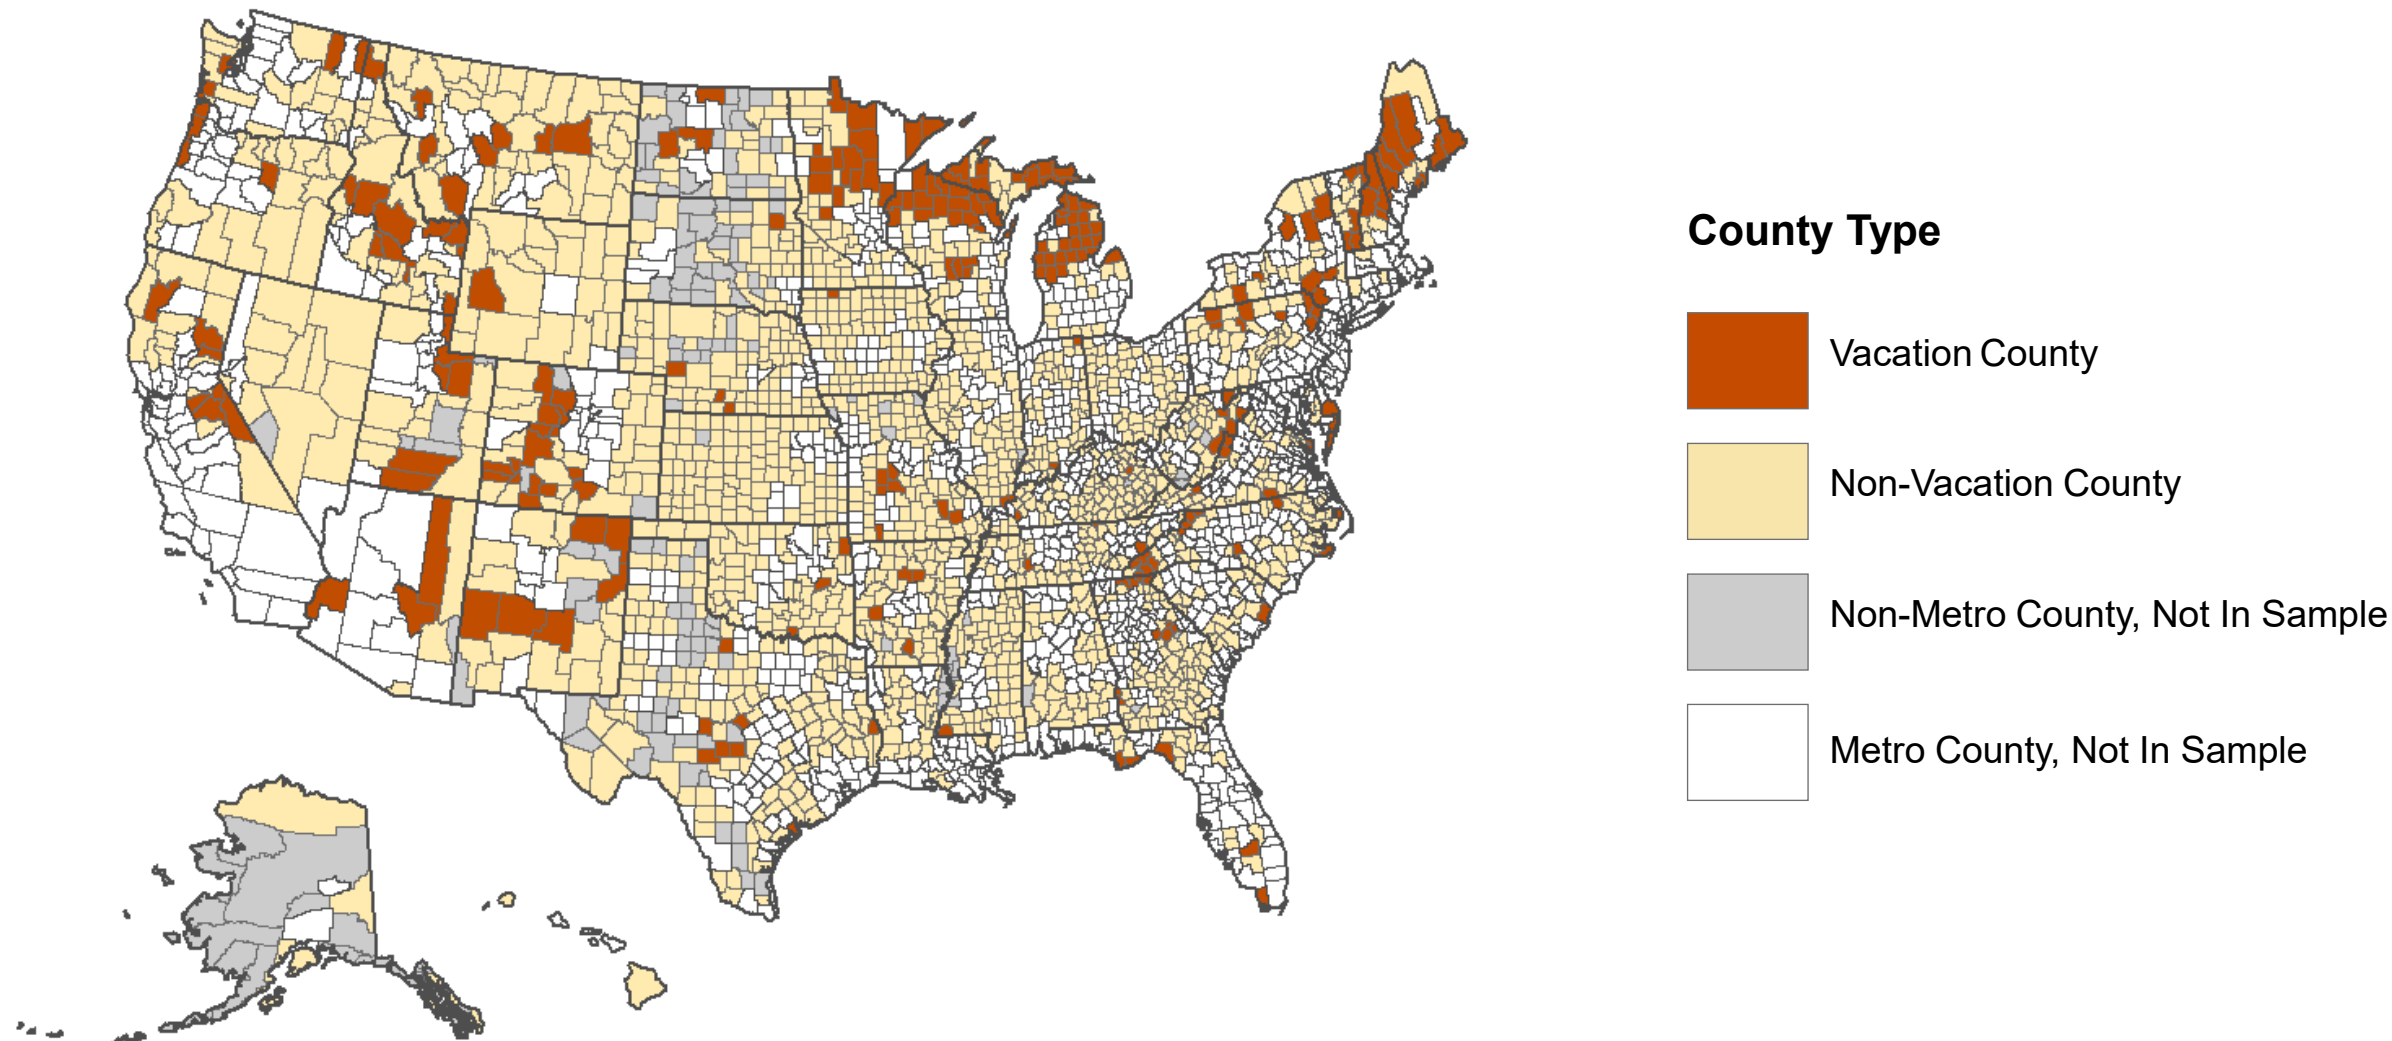 County Type
Vacation County
Non-Vacation County
Non-Metro County, Not In Sample
Metro County, Not In Sample